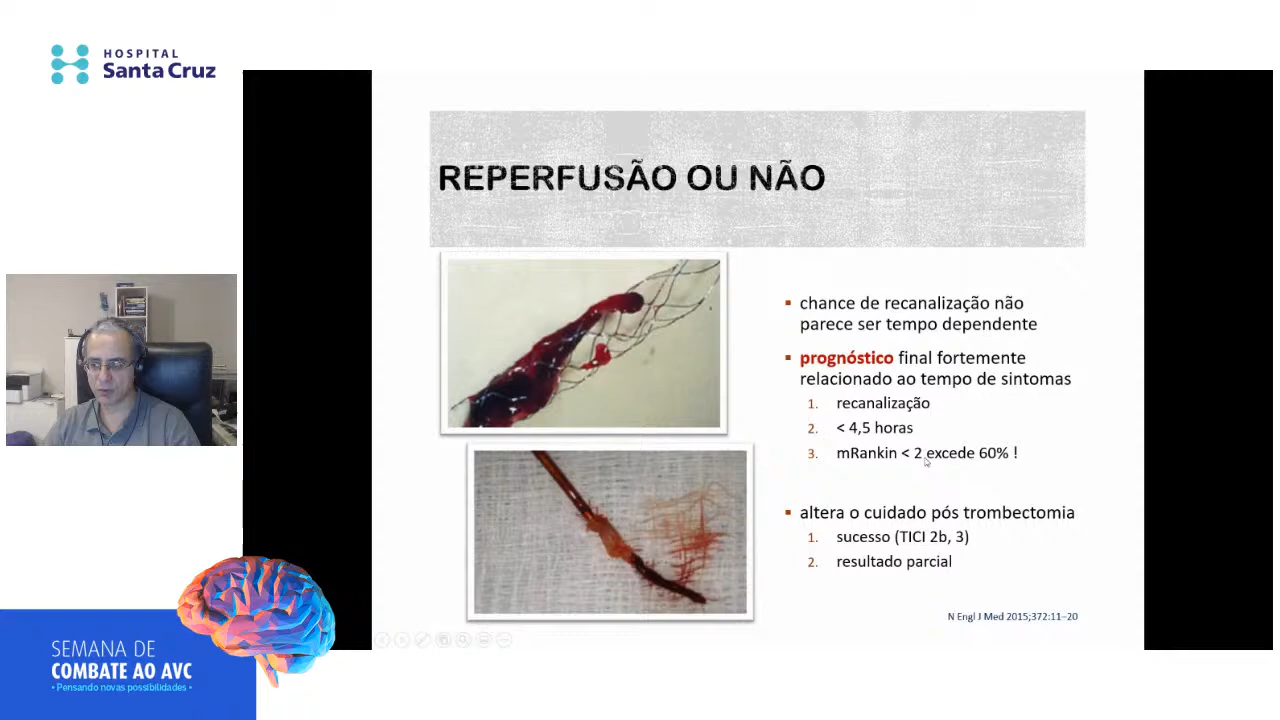 HOSPITAL
Santa Cruz
REPERFUSÃO OU NÃO
▪ chance de recanalização não
parece ser tempo dependente
▪ prognóstico final fortemente
relacionado ao tempo de sintomas
1. recanalização
2. < 4,5 horas
3. mRankin < 2 excede 60% !
▪ altera o cuidado pós trombectomia
1. sucesso (TICI 2b, 3)
2. resultado parcial
N Engl J Med 2015;372:11–20
SEMANA DE
COMBATE AO AVC
• Pensando novas possibilidades •